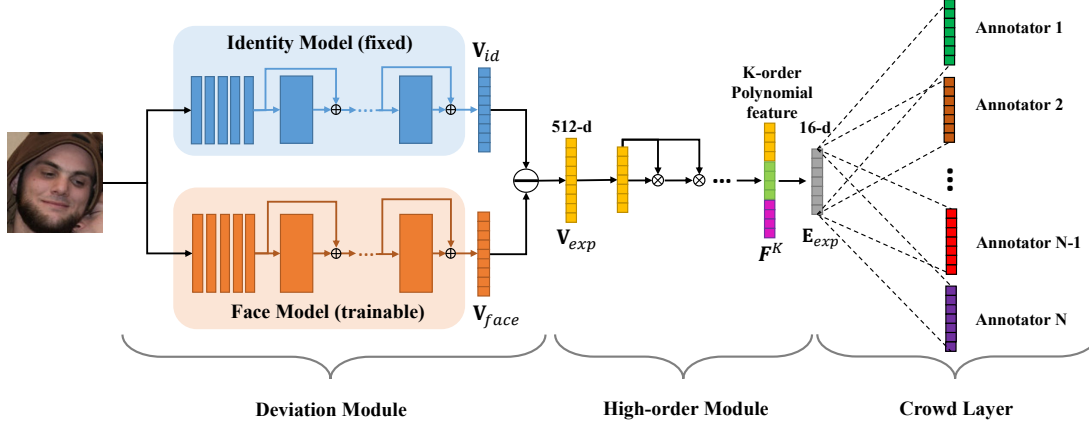 Identity Model (fixed)
V_id
Face Model (trainable)
V_face
512-d
V_exp
K-order
Polynomial
feature
F^K
16-d
E_exp
Annotator 1
Annotator 2
Annotator N-1
Annotator N
Deviation Module
High-order Module
Crowd Layer